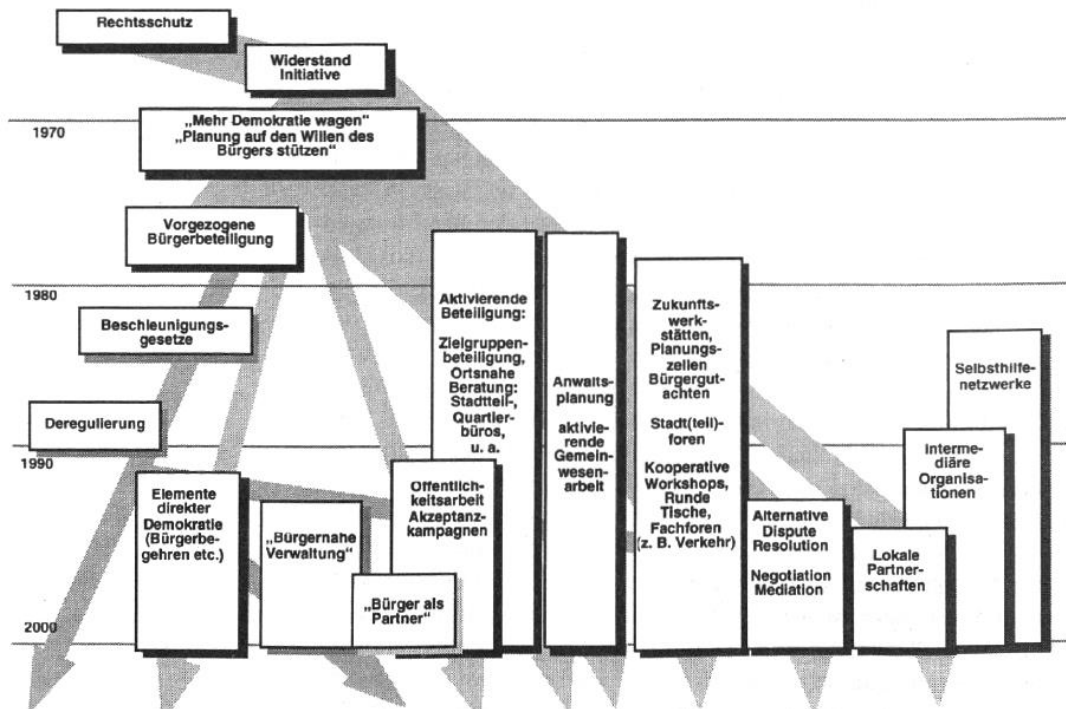 Rechtsschutz
Widerstand
Initiative
1970
„Mehr Demokratie wagen“
„Planung auf den Willen des
Bürgers stützen“
Vorgezogene
Bürgerbeteiligung
1980
Beschleunigungs-
gesetze
Deregulierung
1990
Elemente
direkter
Demokratie
(Bürgerbe-
gehren etc.)
„Bürgernahe
Verwaltung“
„Bürger als
Partner“
Öffentlich-
keitsarbeit
Akzeptanz-
kampagnen
Aktivierende
Beteiligung:
Zielgruppen-
beteiligung,
Ortsnahe
Beratung:
Stadtteil-,
Quartier-
büros,
u. a.
Anwalts-
planung
aktivie-
rende
Gemein-
wesen-
arbeit
Zukunfts-
werk-
stätten,
Planungs-
zellen
Bürgergut-
achten
Stadt(teil)-
foren
Kooperative
Workshops,
Runde
Tische,
Fachforen
(z. B. Verkehr)
Alternative
Dispute
Resolution
Negotiation
Mediation
Lokale
Partner-
schaften
Interme-
diäre
Organisa-
tionen
Selbsthilfe-
netzwerke
2000